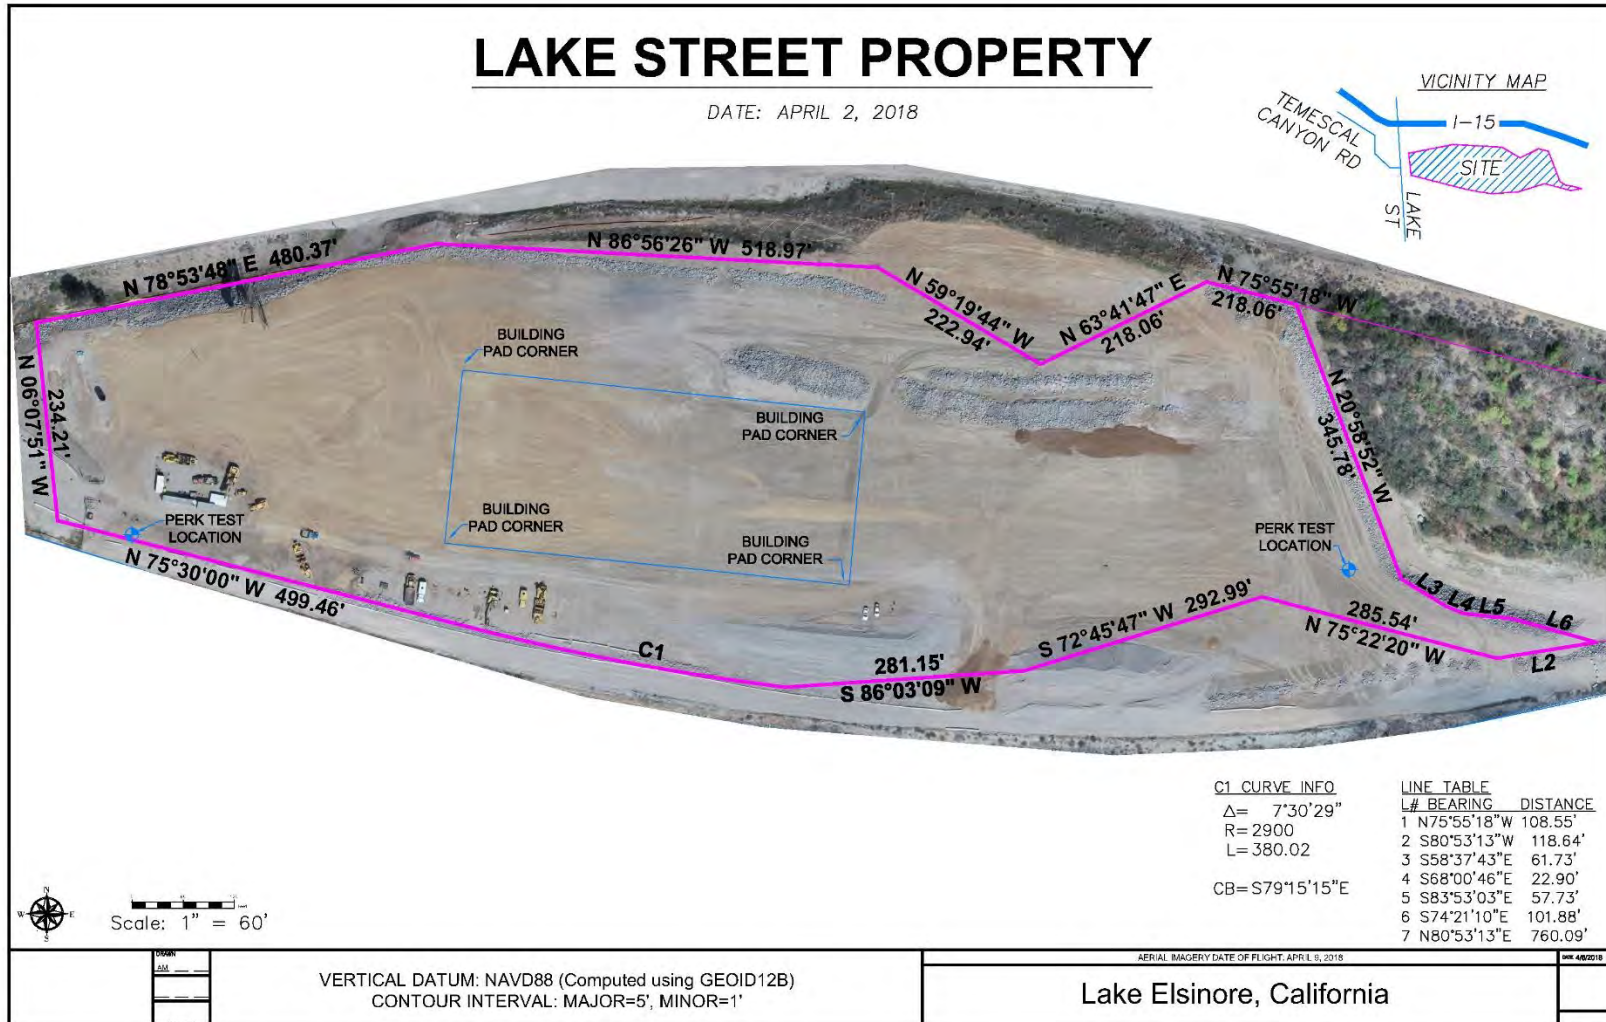 LAKE STREET PROPERTY
DATE: APRIL 2, 2018
VICINITY MAP
I-15
TEMESCAL
CANYON RD
SITE
LAKE
ST
N 78°53'48" E 480.37'
N 86°56'26" W 518.97'
N 59°19'44" W
222.94'
N 63°41'47" E
218.06'
N 75°55'18" W
218.06'
N 20°58'52" W
345.78'
N 06°07'51" W
234.21'
BUILDING
PAD CORNER
BUILDING
PAD CORNER
BUILDING
PAD CORNER
BUILDING
PAD CORNER
PERK TEST
LOCATION
PERK TEST
LOCATION
N 75°30'00" W 499.46'
C1
281.15'
S 86°03'09" W
S 72°45'47" W 292.99'
285.54'
N 75°22'20" W
L3
L4
L5
L6
L2
C1 CURVE INFO
Δ= 7°30'29"
R=2900
L=380.02
CB=S79°15'15"E
LINE TABLE
L# BEARING DISTANCE
1 N75°55'18"W 108.55'
2 S80°53'13"W 118.64'
3 S58°37'43"E 61.73'
4 S68°00'46"E 22.90'
5 S83°53'03"E 57.73'
6 S74°21'10"E 101.88'
7 N80°53'13"E 760.09'
N
W
E
S
Scale: 1" = 60'
DRAWN
AM
VERTICAL DATUM: NAVD88 (Computed using GEOID12B)
CONTOUR INTERVAL: MAJOR=5', MINOR=1'
AERIAL IMAGERY DATE OF FLIGHT: APRIL 9, 2018
Lake Elsinore, California